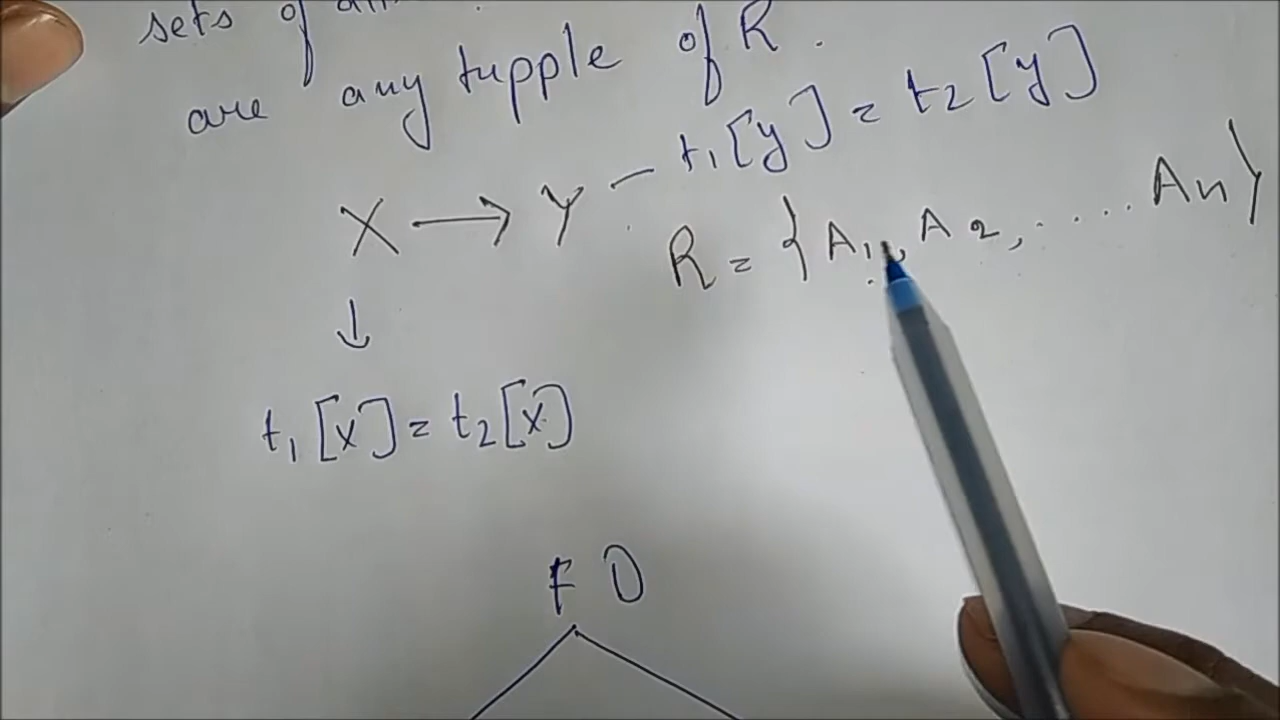 sets of
are any tupple of R.
X → Y - t₁[y] = t₂[y]
R = {A₁, A₂, ..... An}
↓
t₁[x] = t₂[x]
FD